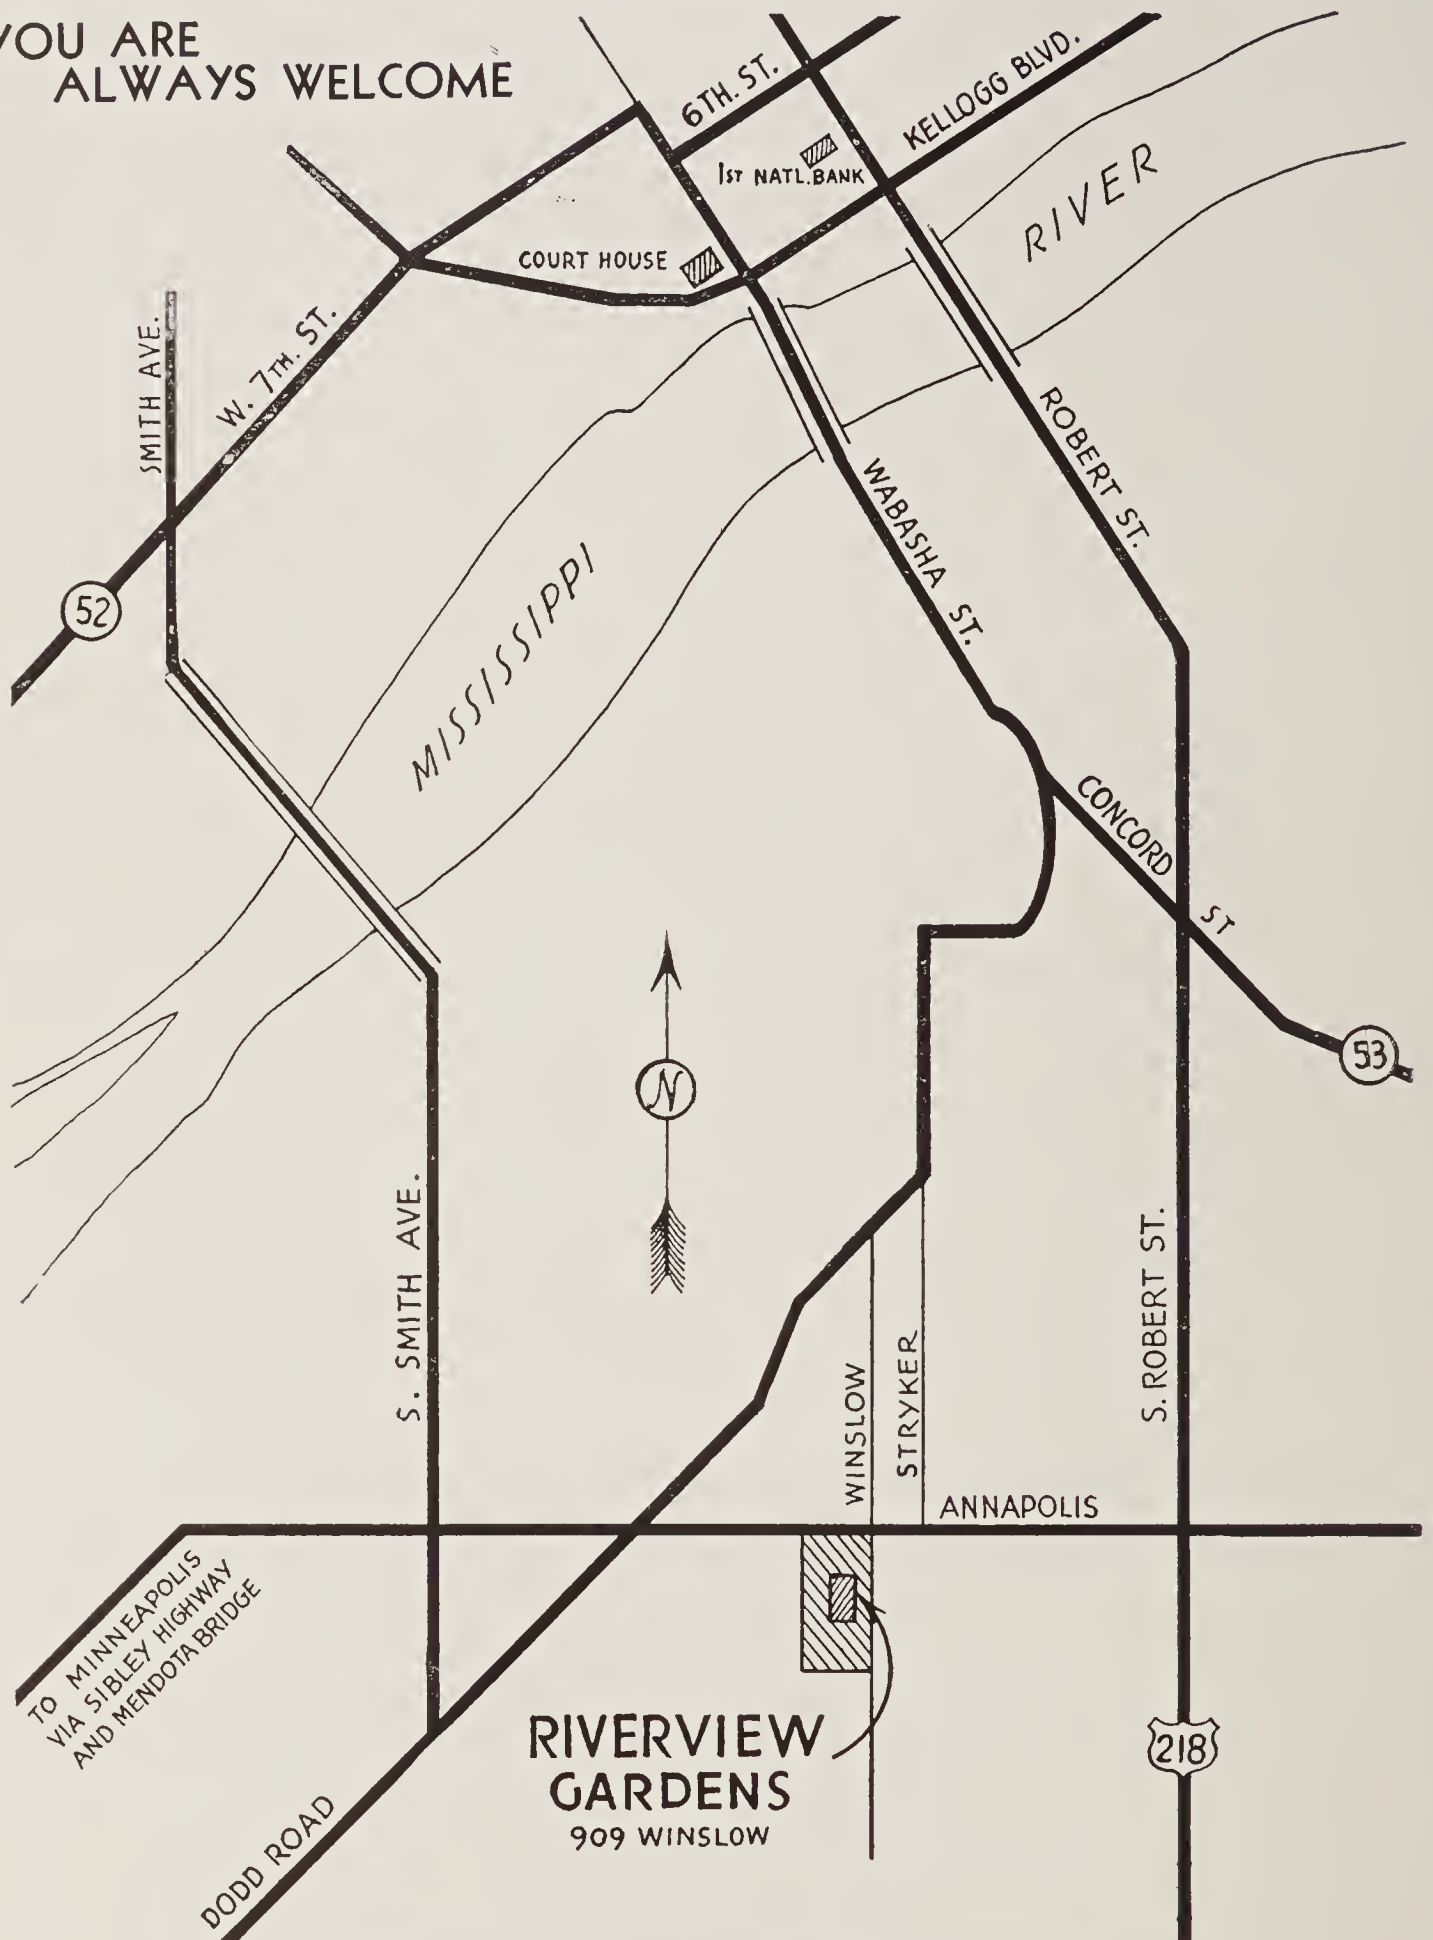 YOU ARE
ALWAYS WELCOME
6TH. ST.
KELLOGG BLVD.
1ST NATL. BANK
RIVER
COURT HOUSE
SMITH AVE.
W. 7TH. ST.
ROBERT ST.
WABASHA ST.
52
MISSISSIPPI
CONCORD ST
53
N
S. SMITH AVE.
S. ROBERT ST.
WINSLOW
STRYKER
ANNAPOLIS
TO MINNEAPOLIS
VIA SIBLEY HIGHWAY
AND MENDOTA BRIDGE
RIVERVIEW
GARDENS
909 WINSLOW
218
DODD ROAD